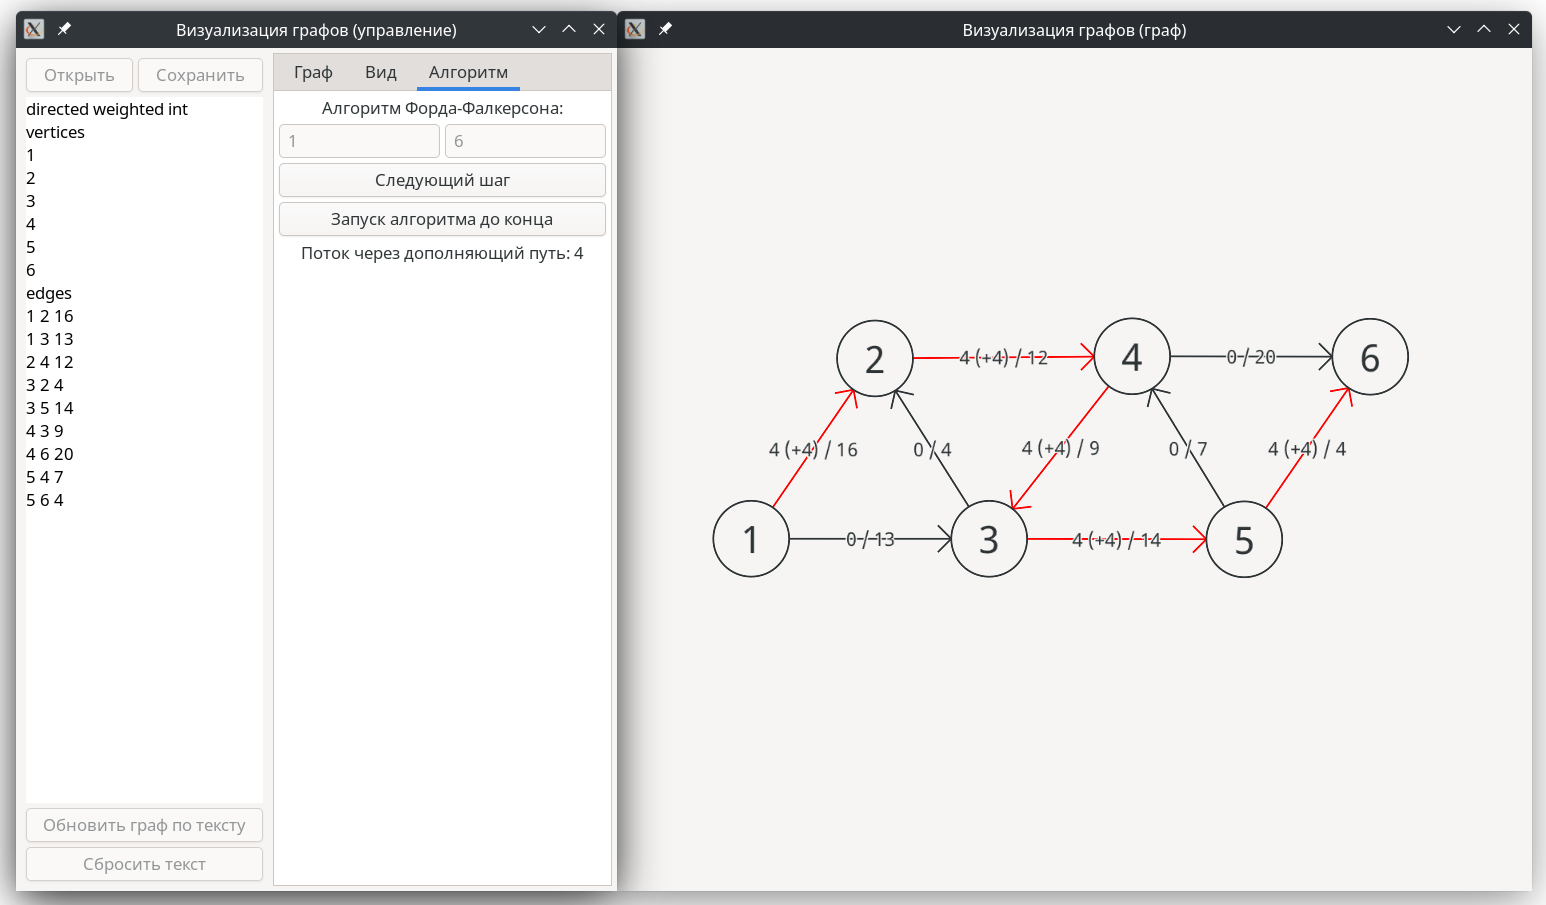 Визуализация графов (управление)
Открыть
Сохранить
directed weighted int
vertices
1
2
3
4
5
6
edges
1 2 16
1 3 13
2 4 12
3 2 4
3 5 14
4 3 9
4 6 20
5 4 7
5 6 4
Обновить граф по тексту
Сбросить текст
Граф
Вид
Алгоритм
Алгоритм Форда-Фалкерсона:
1
6
Следующий шаг
Запуск алгоритма до конца
Поток через дополняющий путь: 4
Визуализация графов (граф)
2
4 (+4) / 12
4
0 / 20
6
4 (+4) / 16
0 / 4
4 (+4) / 9
0 / 7
4 (+4) / 4
1
0 / 13
3
4 (+4) / 14
5